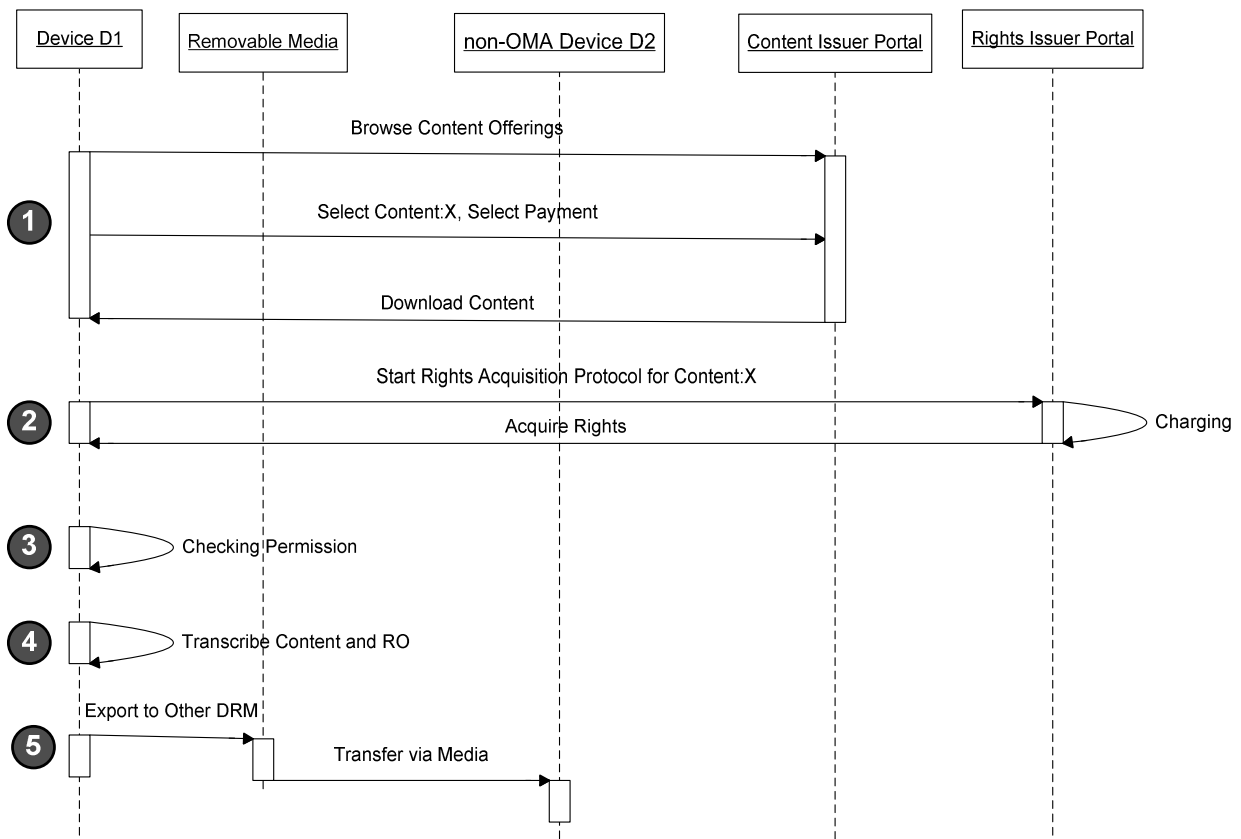 Device D1
Removable Media
non-OMA Device D2
Content Issuer Portal
Rights Issuer Portal
Browse Content Offerings
1
Select Content:X, Select Payment
Download Content
Start Rights Acquisition Protocol for Content:X
2
Acquire Rights
Charging
3
Checking Permission
4
Transcribe Content and RO
Export to Other DRM
5
Transfer via Media